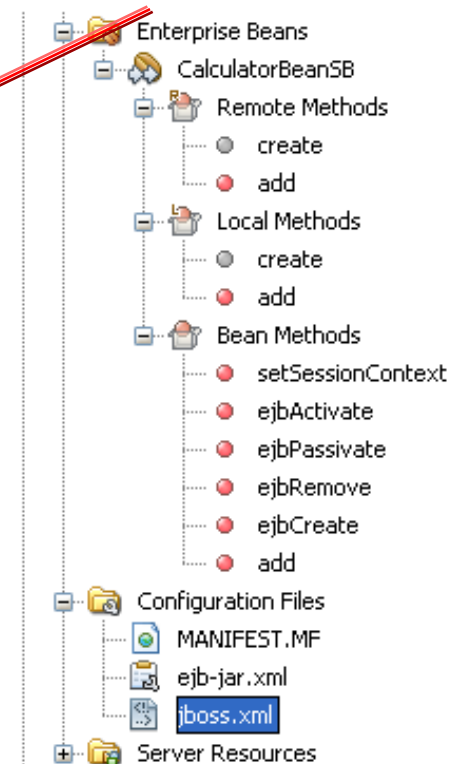 Enterprise Beans
CalculatorBeanSB
Remote Methods
create
add
Local Methods
create
add
Bean Methods
setSessionContext
ejbActivate
ejbPassivate
ejbRemove
ejbCreate
add
Configuration Files
MANIFEST.MF
ejb-jar.xml
jboss.xml
Server Resources